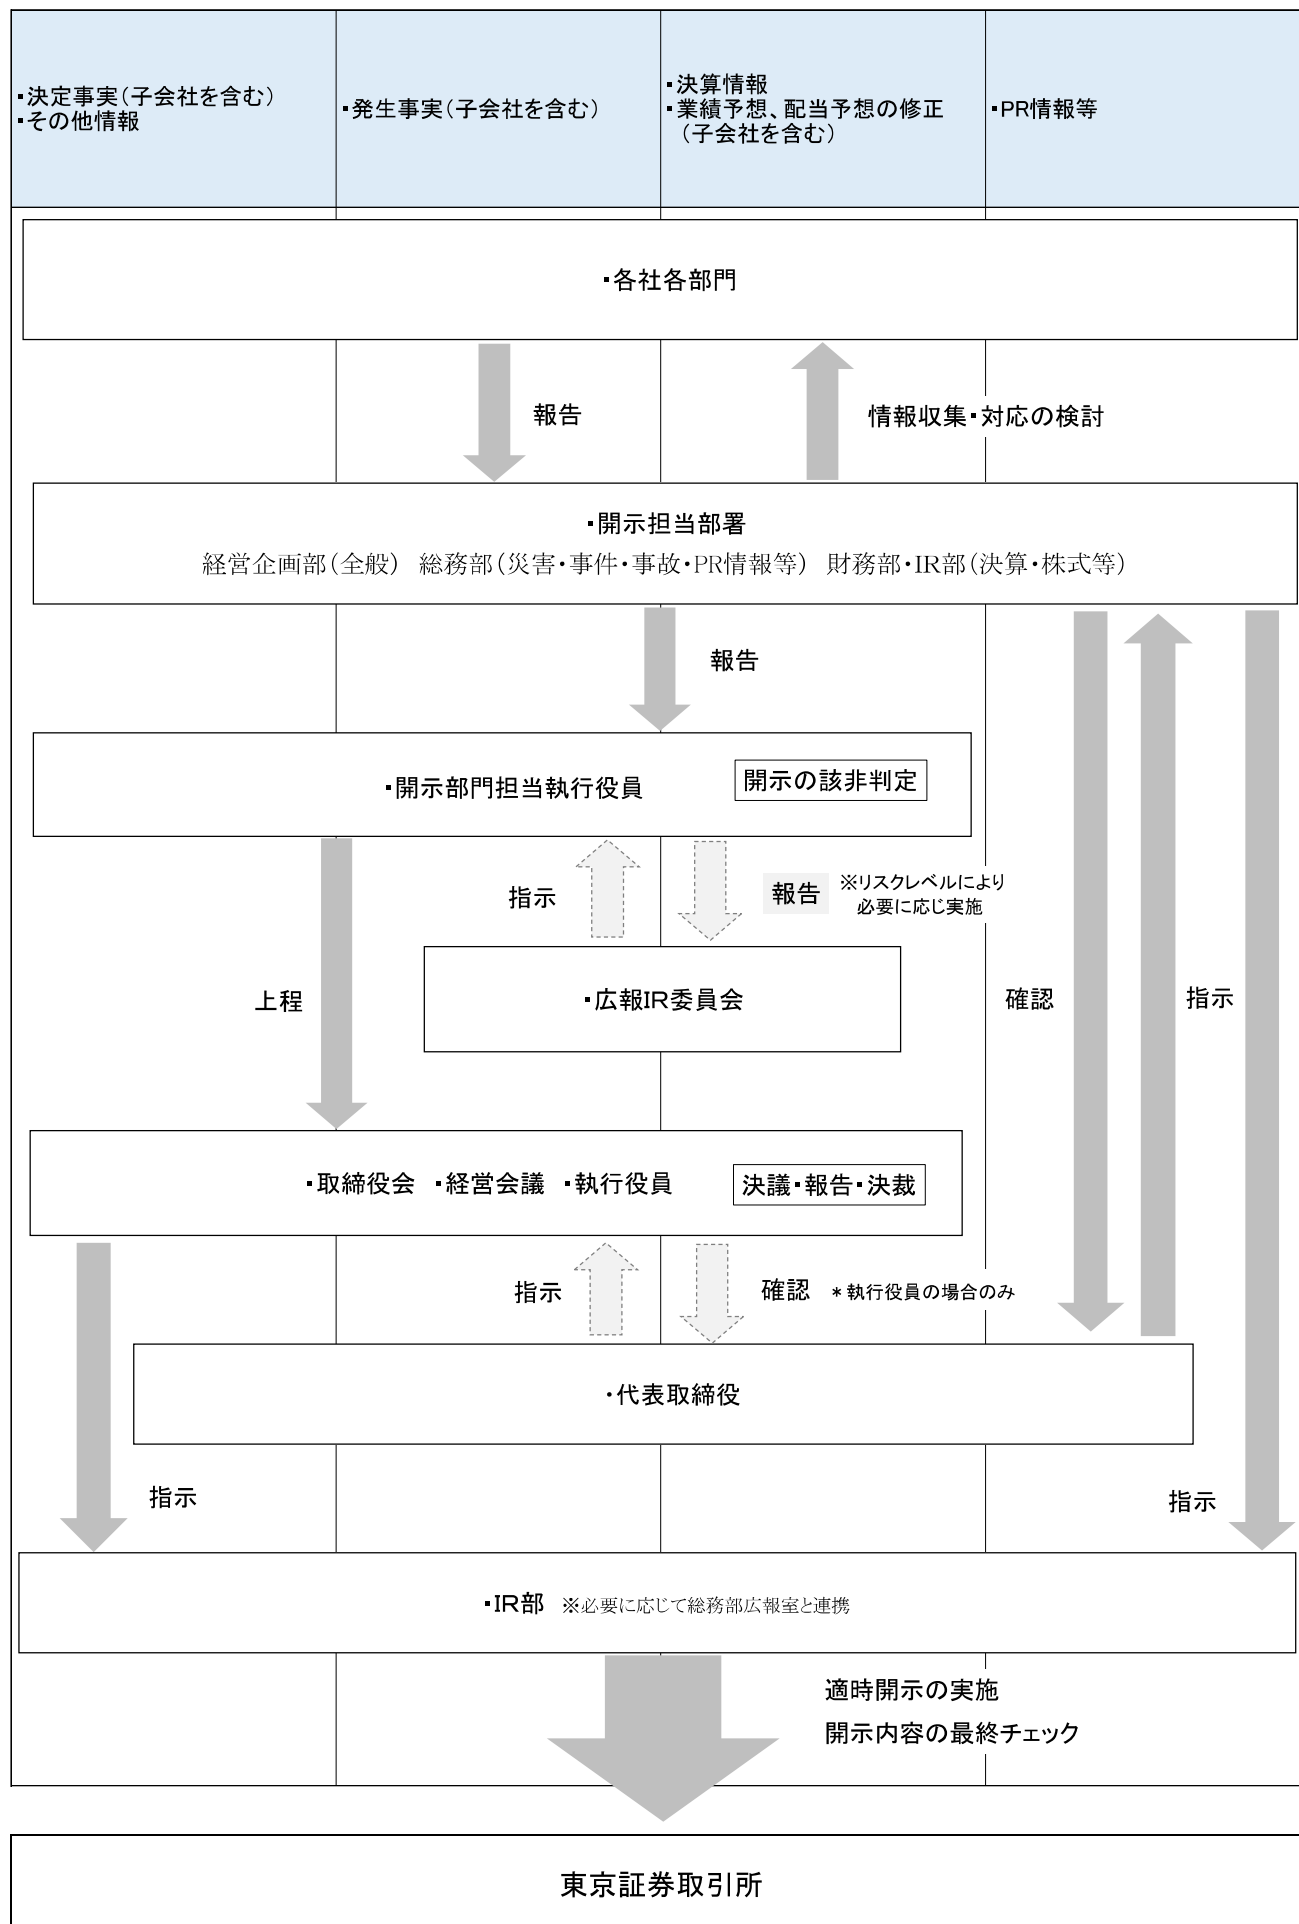 ・決定事実（子会社を含む）
・その他情報
・発生事実（子会社を含む）
・決算情報
・業績予想、配当予想の修正
（子会社を含む）
・PR情報等
・各社各部門
報告
情報収集・対応の検討
・開示担当部署
経営企画部（全般） 総務部（災害・事件・事故・PR情報等） 財務部・IR部（決算・株式等）
報告
・開示部門担当執行役員
開示の該非判定
指示
報告
※リスクレベルにより
必要に応じ実施
上程
・広報IR委員会
確認
指示
・取締役会 ・経営会議 ・執行役員
決議・報告・決裁
指示
確認
＊執行役員の場合のみ
・代表取締役
指示
指示
・IR部 ※必要に応じて総務部広報室と連携
適時開示の実施
開示内容の最終チェック
東京証券取引所